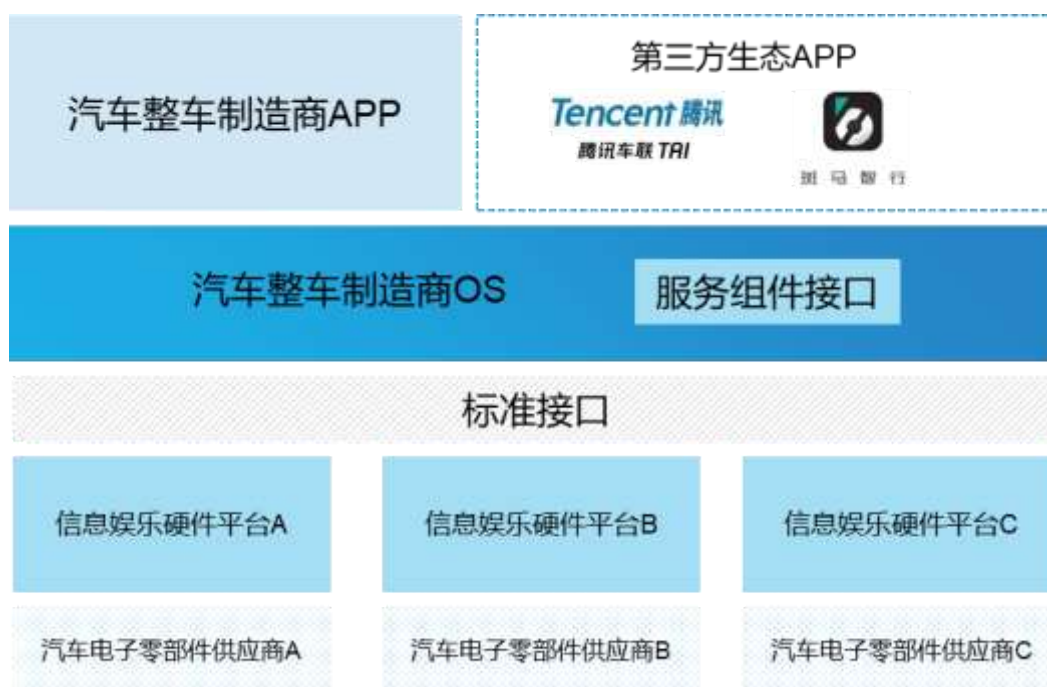 汽车整车制造商APP
第三方生态APP
Tencent 腾讯
腾讯车联 TAI
斑马智行
汽车整车制造商OS
服务组件接口
标准接口
信息娱乐硬件平台A
信息娱乐硬件平台B
信息娱乐硬件平台C
汽车电子零部件供应商A
汽车电子零部件供应商B
汽车电子零部件供应商C